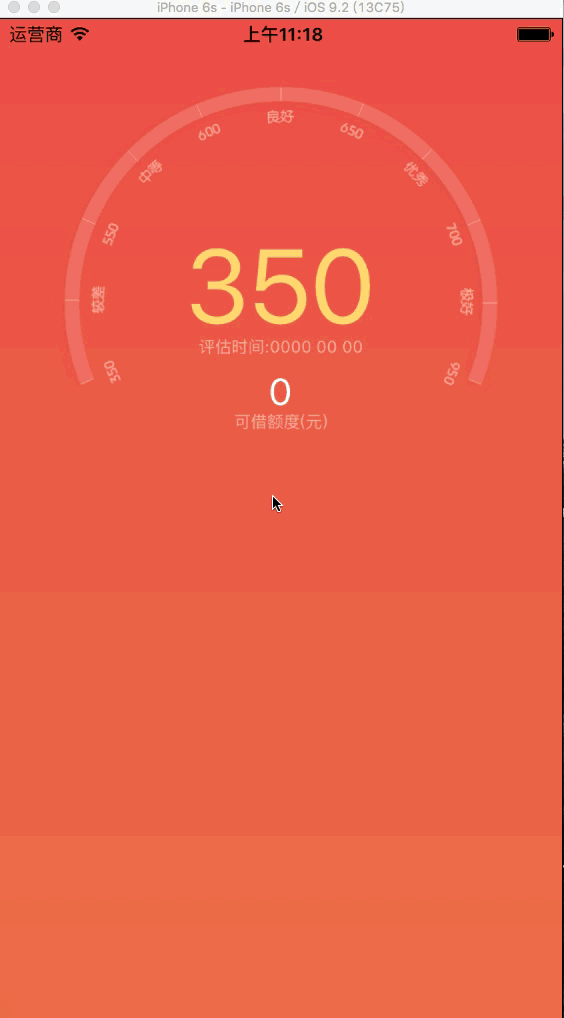 iPhone 6s - iPhone 6s / iOS 9.2 (13C75)
运营商
上午11:18
350
较差
550
中等
600
良好
650
优秀
700
极好
950
350
评估时间:0000 00 00
0
可借额度(元)